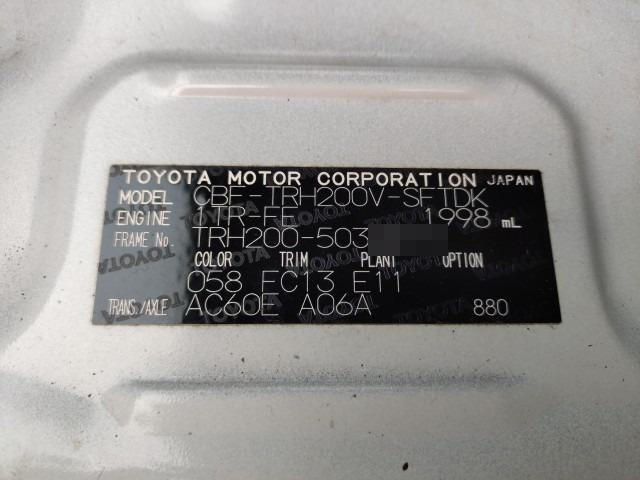 TOYOTA MOTOR CORPORATION JAPAN
MODEL CBF-TRH200V-SFTDK
ENGINE 1TR-FE 1998 mL
FRAME No. TRH200-503
COLOR TRIM PLANT OPTION
058 FC13 E11
TRANS./AXLE AC60E A06A 880